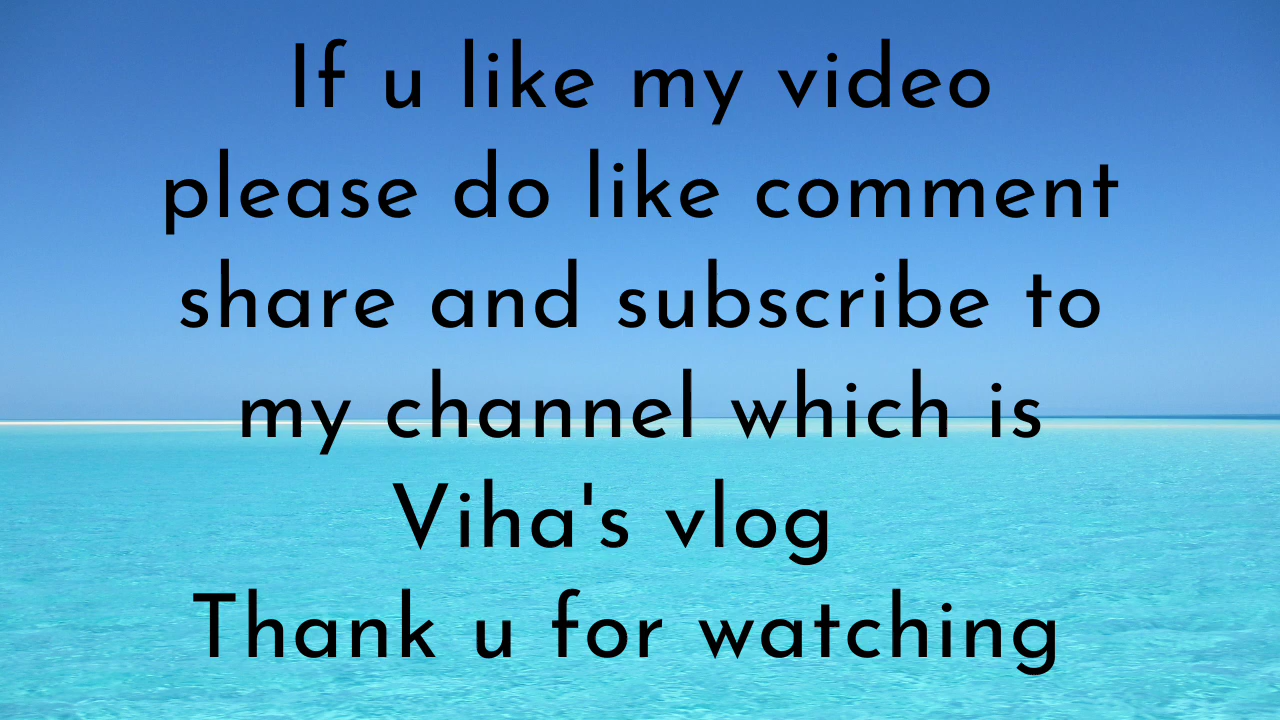 If u like my video
please do like comment
share and subscribe to
my channel which is
Viha's vlog
Thank u for watching